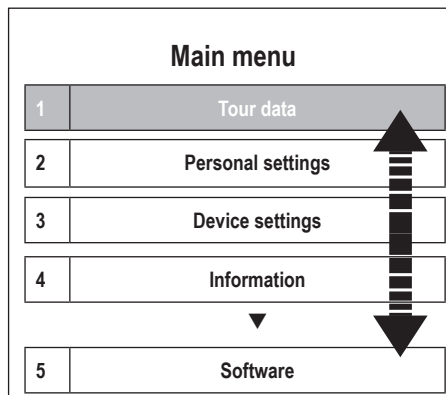 Main menu
1 Tour data
2 Personal settings
3 Device settings
4 Information
5 Software